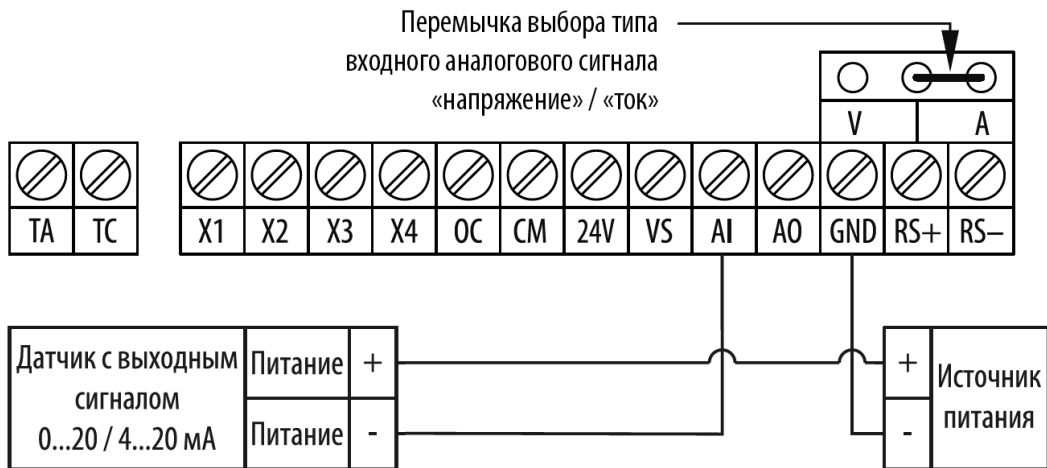 Перемычка выбора типа
входного аналогового сигнала
«напряжение» / «ток»
V A
TA TC X1 X2 X3 X4 OC CM 24V VS AI AO GND RS+ RS–
Датчик с выходным
сигналом
0...20 / 4...20 мА
Питание +
Питание -
+
-
Источник
питания